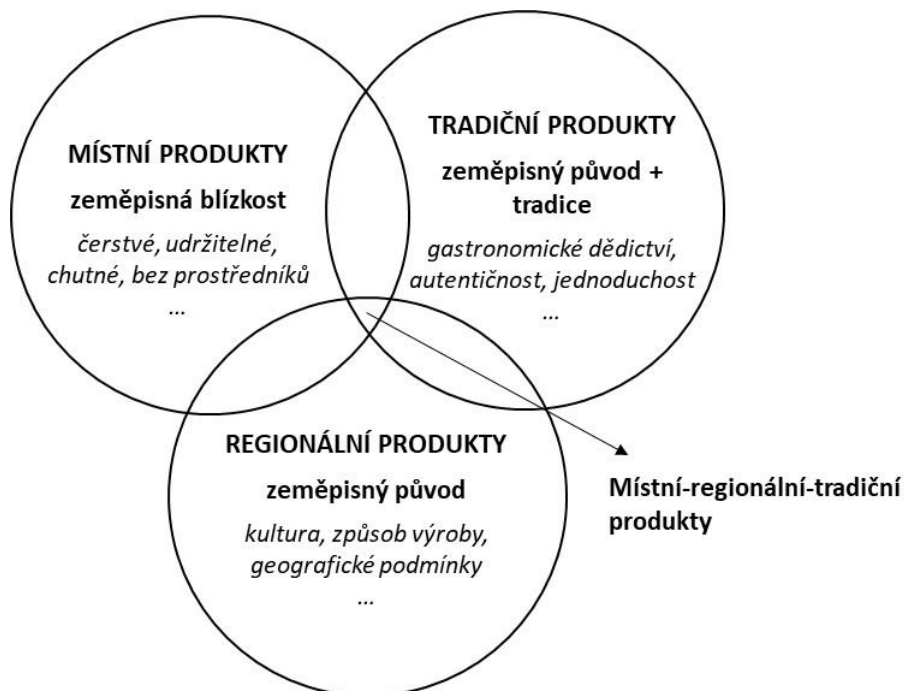 MÍSTNÍ PRODUKTY
zeměpisná blízkost
čerstvé, udržitelné,
chutné, bez prostředníků
...
TRADIČNÍ PRODUKTY
zeměpisný původ +
tradice
gastronomické dědictví,
autentičnost, jednoduchost
...
REGIONÁLNÍ PRODUKTY
zeměpisný původ
kultura, způsob výroby,
geografické podmínky
...
Místní-regionální-tradiční
produkty